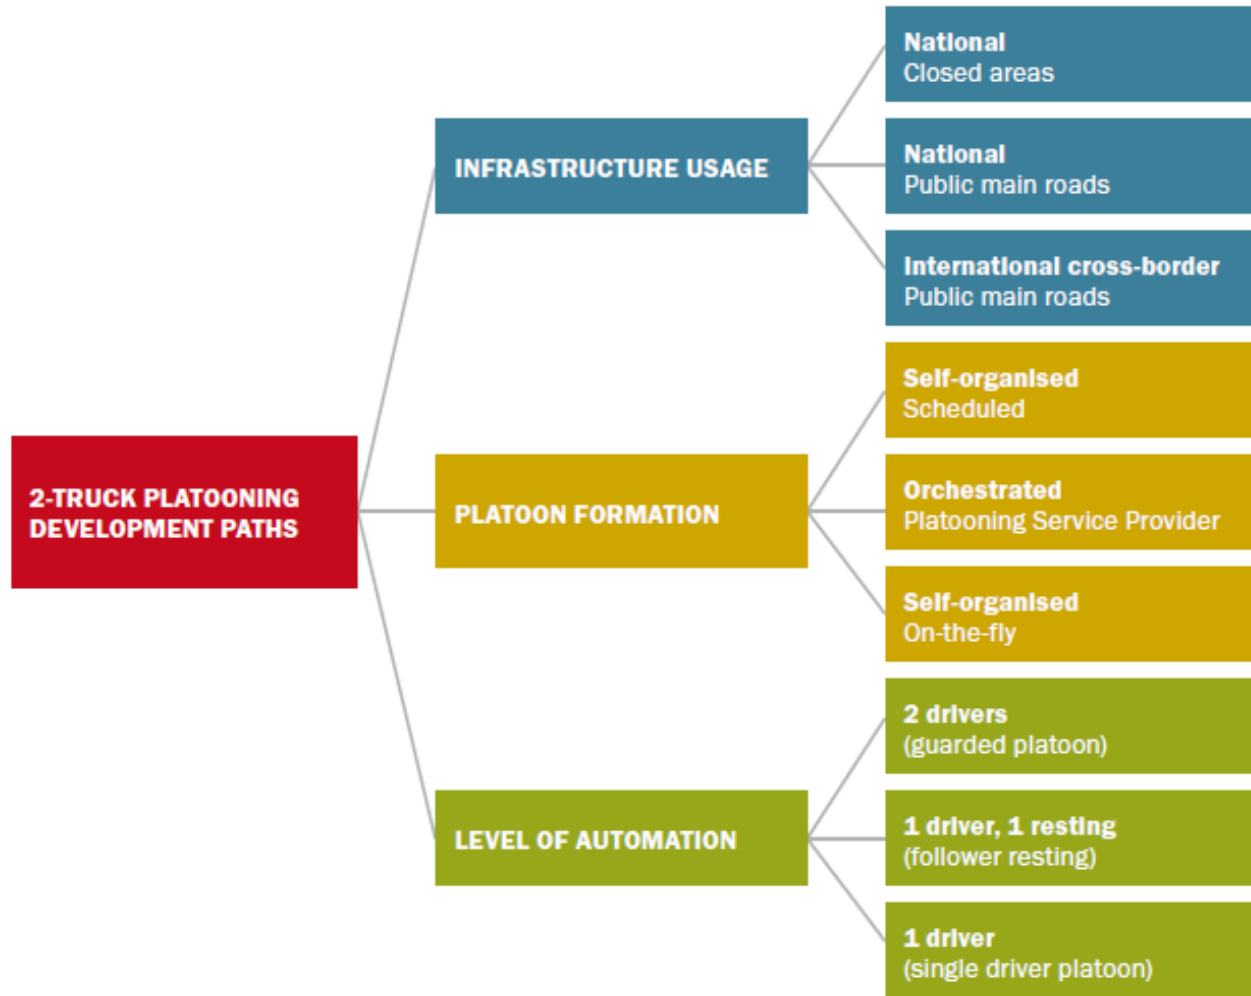 2-TRUCK PLATOONING
DEVELOPMENT PATHS
INFRASTRUCTURE USAGE
National
Closed areas
National
Public main roads
International cross-border
Public main roads
PLATOON FORMATION
Self-organised
Scheduled
Orchestrated
Platooning Service Provider
Self-organised
On-the-fly
LEVEL OF AUTOMATION
2 drivers
(guarded platoon)
1 driver, 1 resting
(follower resting)
1 driver
(single driver platoon)